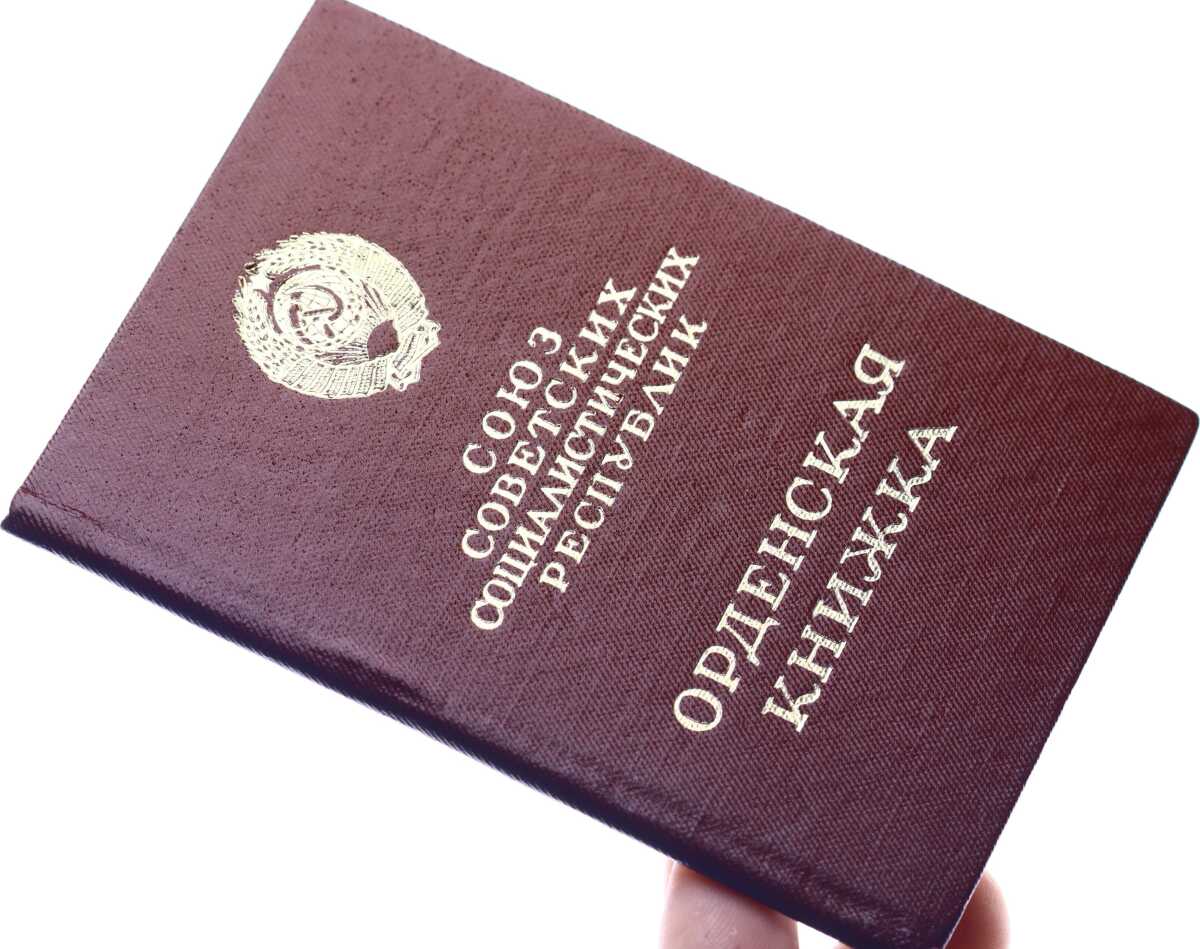 СОЮЗ
СОВЕТСКИХ
СОЦИАЛИСТИЧЕСКИХ
РЕСПУБЛИК
ОРДЕНСКАЯ
КНИЖКА